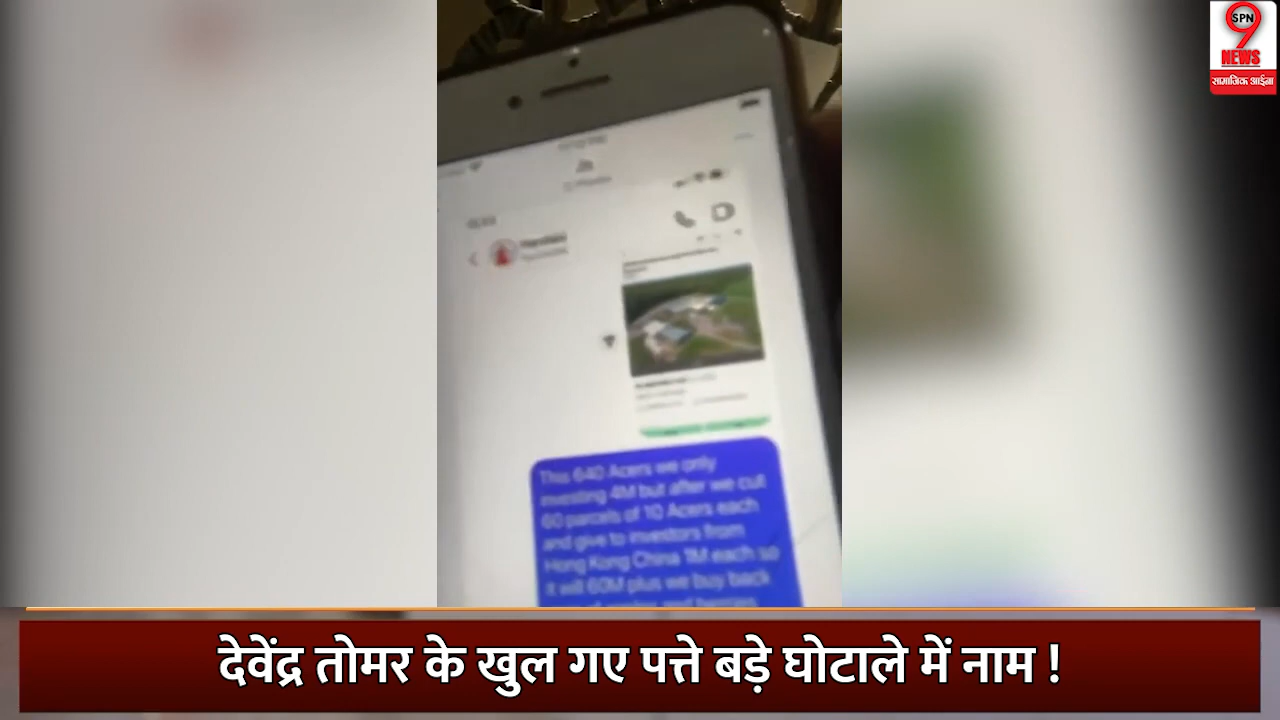 SPN
9
NEWS
सामाजिक आईना
This 640 Acers we only
investing 4M but after we cut
60 parcels of 10 Acers each
and give to investors from
Hong Kong China 1M each so
it will 60M plus we buy back
देवेंद्र तोमर के खुल गए पत्ते बड़े घोटाले में नाम !